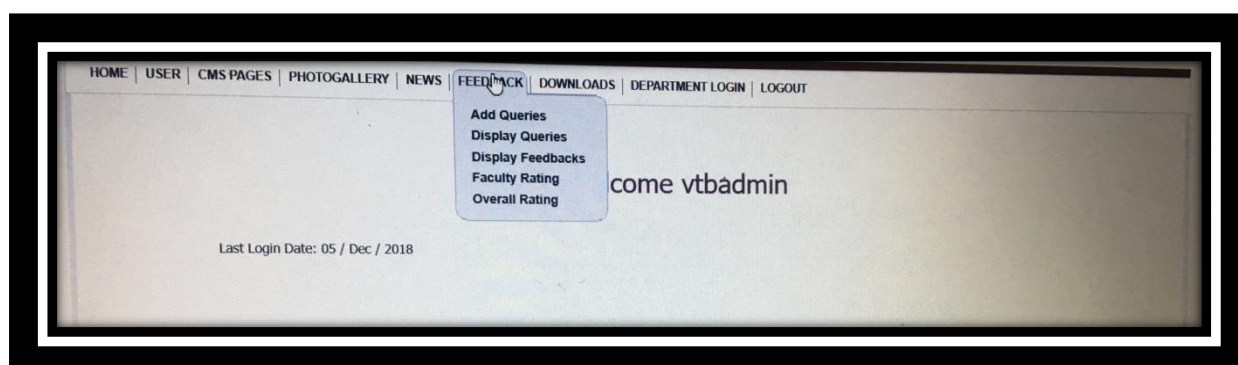 HOME | USER | CMS PAGES | PHOTOGALLERY | NEWS | FEEDBACK | DOWNLOADS | DEPARTMENT LOGIN | LOGOUT
Add Queries
Display Queries
Display Feedbacks
Faculty Rating
Overall Rating
come vtbadmin
Last Login Date: 05 / Dec / 2018